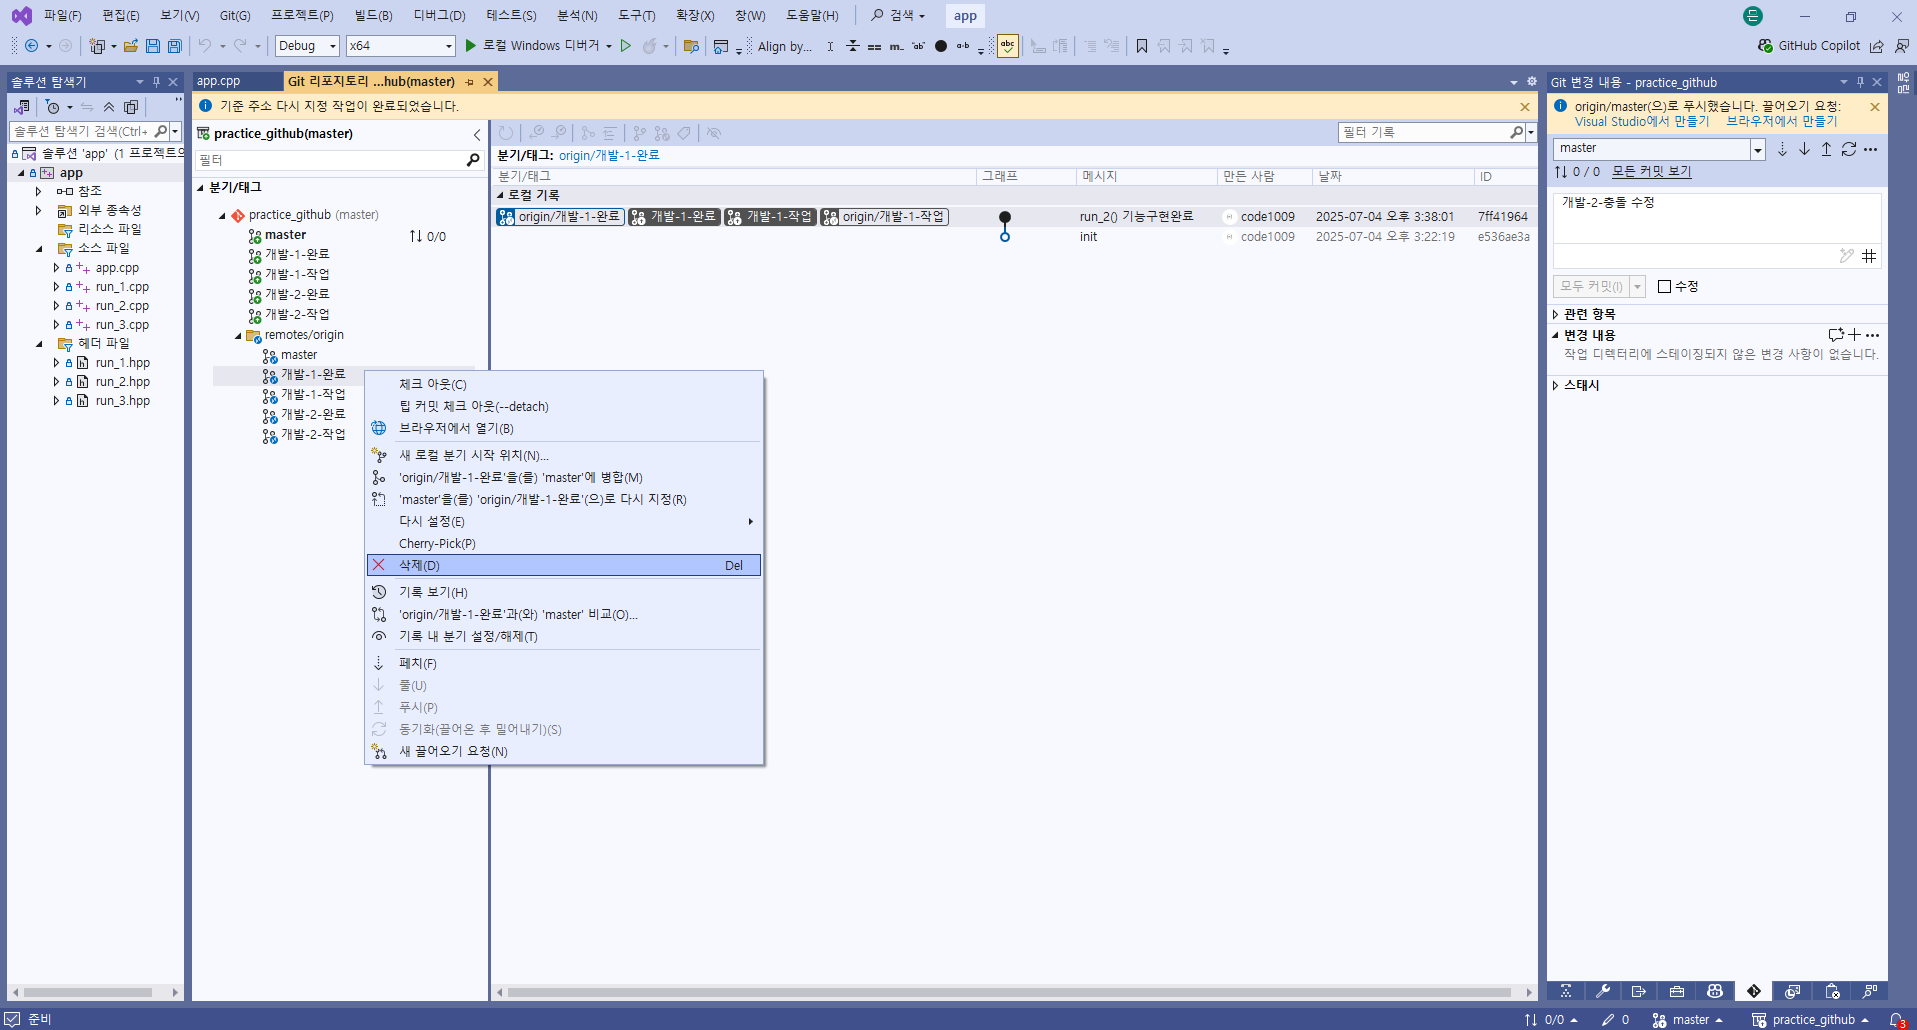 파일(F) 편집(E) 보기(V) Git(G) 프로젝트(P) 빌드(B) 디버그(D) 테스트(S) 분석(N) 도구(T) 확장(X) 창(W) 도움말(H) 검색 app
Debug x64 로컬 Windows 디버거 Align by... GitHub Copilot
솔루션 탐색기
솔루션 탐색기 검색(Ctrl+
솔루션 'app' (1 프로젝트의
app
참조
외부 종속성
리소스 파일
소스 파일
app.cpp
run_1.cpp
run_2.cpp
run_3.cpp
헤더 파일
run_1.hpp
run_2.hpp
run_3.hpp
app.cpp Git 리포지토리 ...hub(master)
기준 주소 다시 지정 작업이 완료되었습니다.
practice_github(master)
필터
분기/태그
practice_github (master)
master 0/0
개발-1-완료
개발-1-작업
개발-2-완료
개발-2-작업
remotes/origin
master
개발-1-완료
개발-1-작업
개발-2-완료
개발-2-작업
필터 기록
분기/태그: origin/개발-1-완료
분기/태그 그래프 메시지 만든 사람 날짜 ID
로컬 기록
origin/개발-1-완료 개발-1-완료 개발-1-작업 origin/개발-1-작업 run_2() 기능구현완료 code1009 2025-07-04 오후 3:38:01 7ff41964
init code1009 2025-07-04 오후 3:22:19 e536ae3a
체크 아웃(C)
팁 커밋 체크 아웃(--detach)
브라우저에서 열기(B)
새 로컬 분기 시작 위치(N)...
'origin/개발-1-완료'을(를) 'master'에 병합(M)
'master'을(를) 'origin/개발-1-완료'(으)로 다시 지정(R)
다시 설정(E)
Cherry-Pick(P)
삭제(D) Del
기록 보기(H)
'origin/개발-1-완료'과(와) 'master' 비교(O)...
기록 내 분기 설정/해제(T)
페치(F)
풀(U)
푸시(P)
동기화(끌어온 후 밀어내기)(S)
새 끌어오기 요청(N)
Git 변경 내용 - practice_github
origin/master(으)로 푸시했습니다. 끌어오기 요청:
Visual Studio에서 만들기 브라우저에서 만들기
master
0 / 0 모든 커밋 보기
개발-2-충돌 수정
모두 커밋(I) 수정
관련 항목
변경 내용
작업 디렉터리에 스테이징되지 않은 변경 사항이 없습니다.
스태시
준비 0/0 0 master practice_github 3